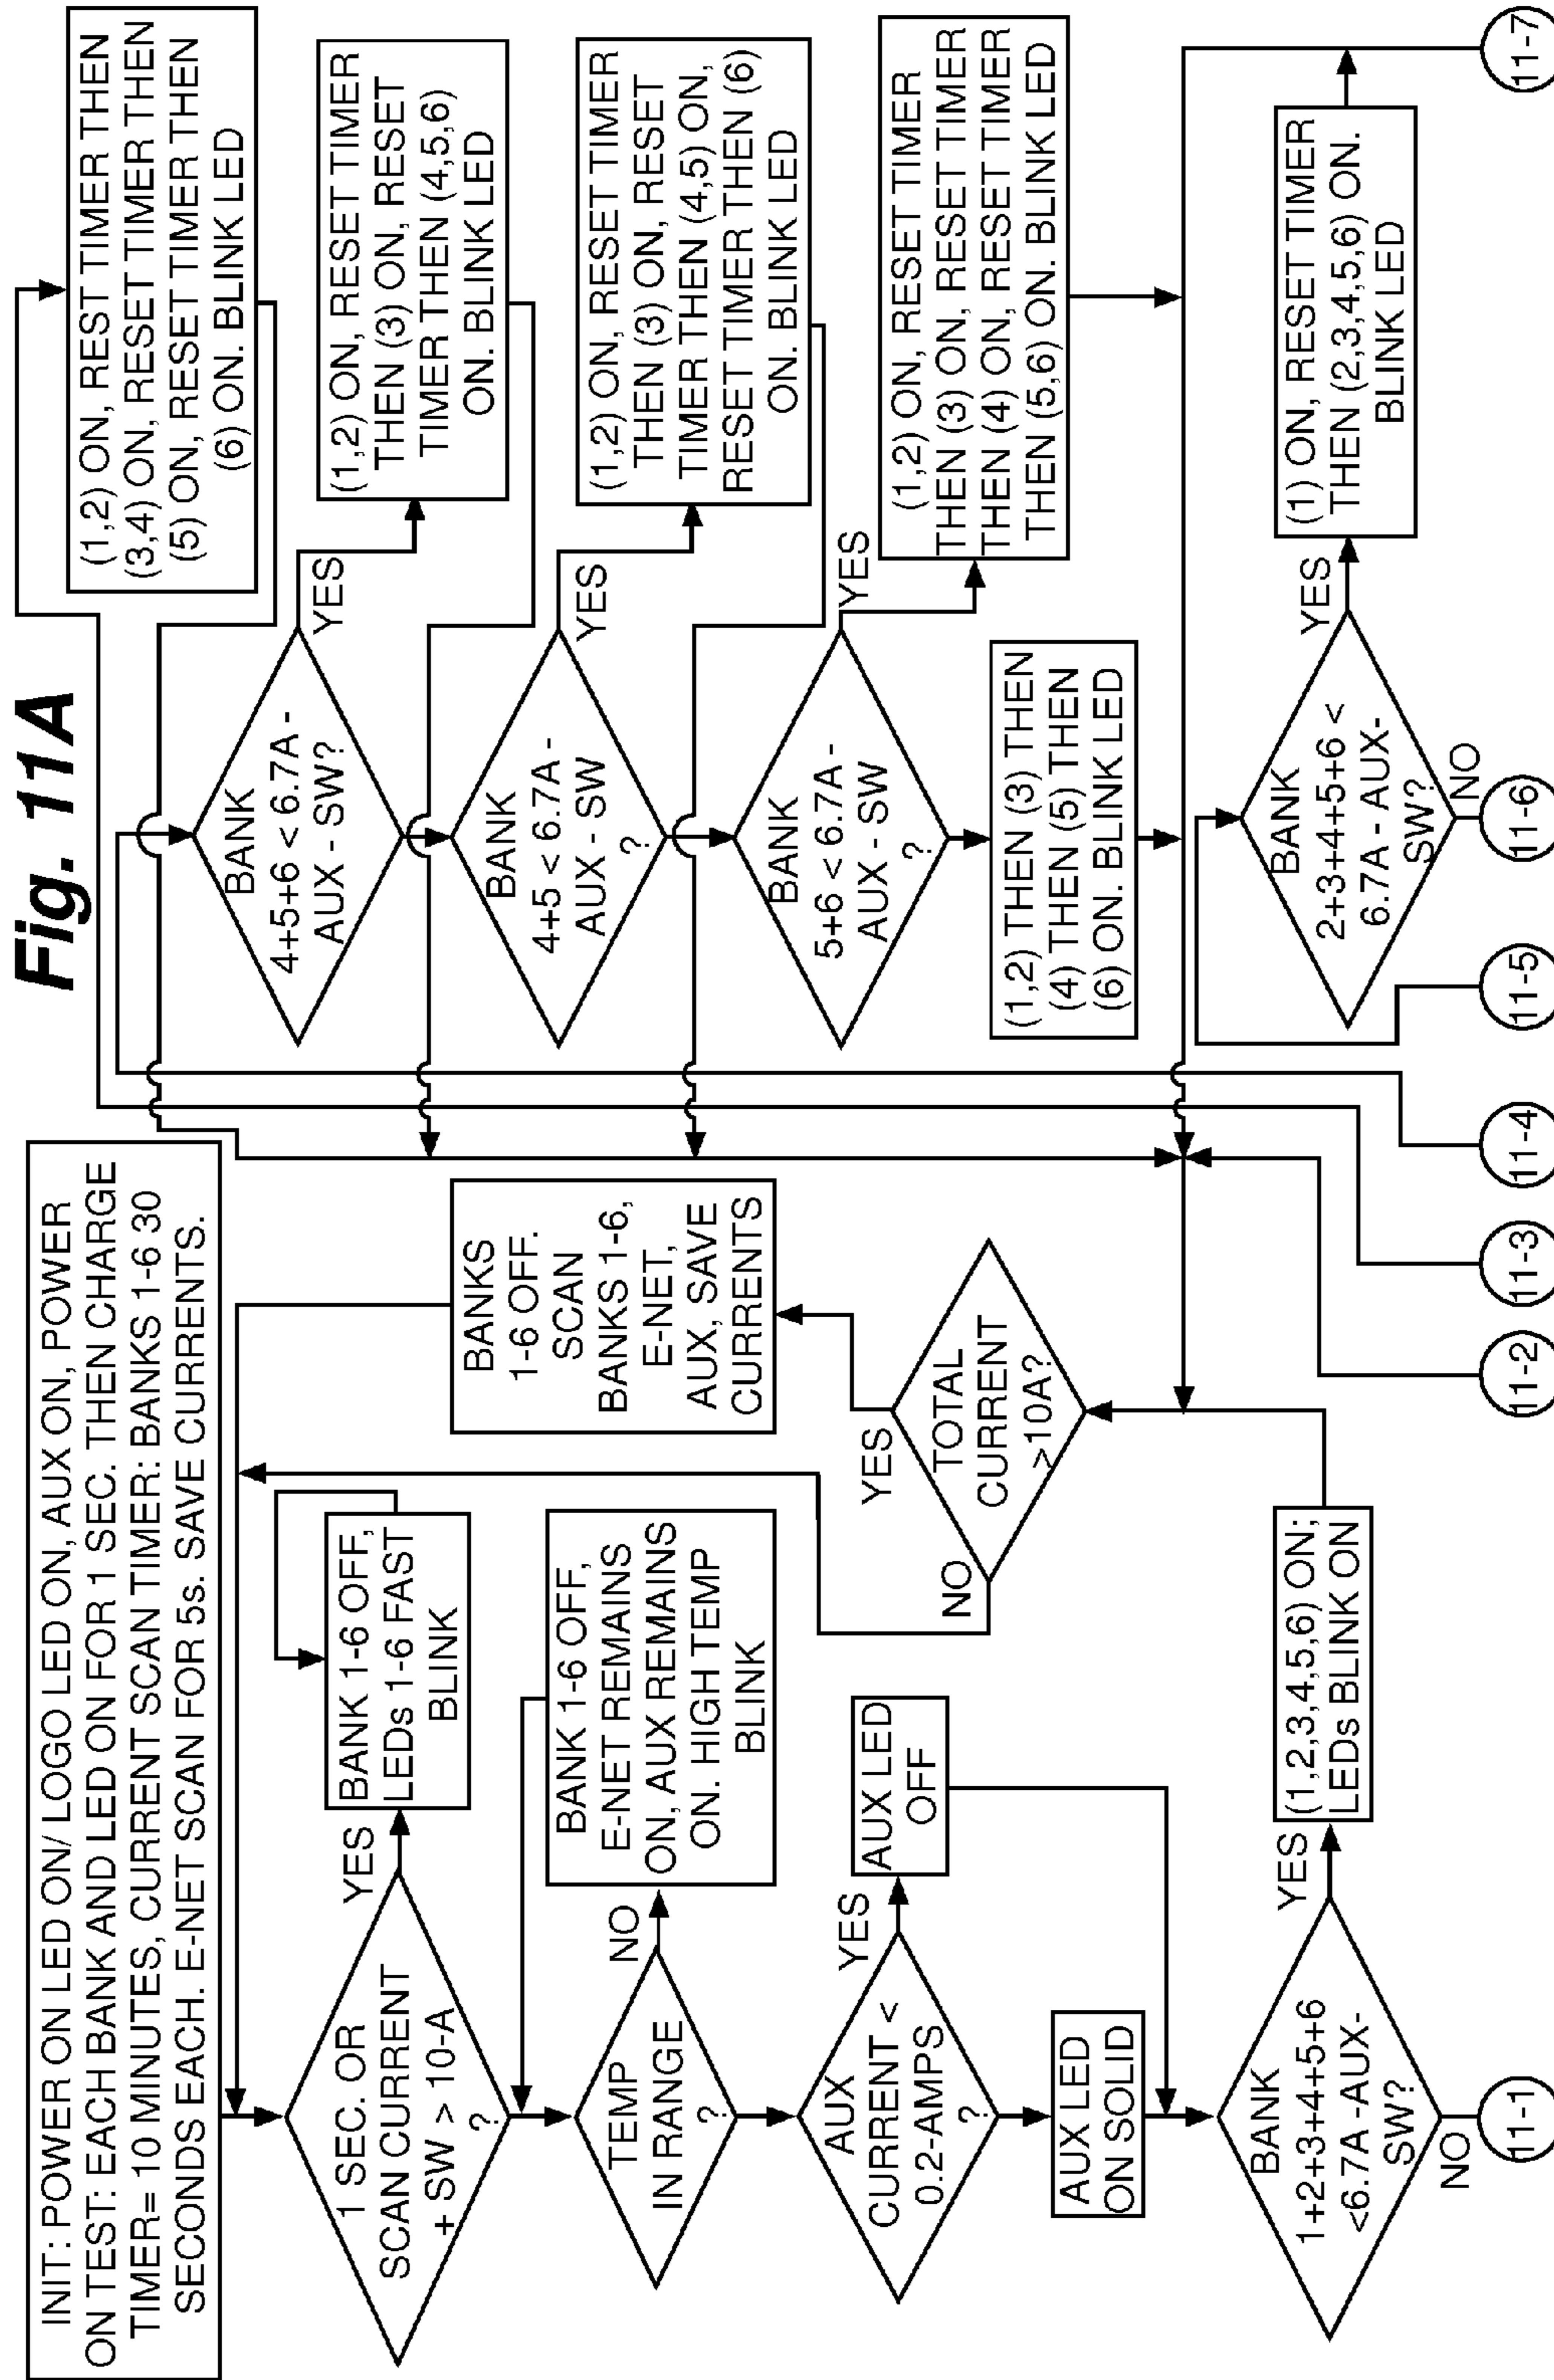 Fig. 11A
INIT: POWER ON LED ON/ LOGO LED ON, AUX ON, POWER
ON TEST: EACH BANK AND LED ON FOR 1 SEC. THEN CHARGE
TIMER= 10 MINUTES, CURRENT SCAN TIMER: BANKS 1-6 30
SECONDS EACH. E-NET SCAN FOR 5s. SAVE CURRENTS.
1 SEC. OR
SCAN CURRENT
+ SW > 10-A
?
YES
BANK 1-6 OFF,
LEDs 1-6 FAST
BLINK
TEMP
IN RANGE
?
NO
BANK 1-6 OFF,
E-NET REMAINS
ON, AUX REMAINS
ON. HIGH TEMP
BLINK
AUX
CURRENT <
0.2-AMPS
?
YES
AUX LED
OFF
AUX LED
ON SOLID
BANK
1+2+3+4+5+6
<6.7A -AUX-
SW?
YES
NO
(1,2,3,4,5,6) ON;
LEDs BLINK ON
11-1
BANKS
1-6 OFF.
SCAN
BANKS 1-6,
E-NET,
AUX, SAVE
CURRENTS
TOTAL
CURRENT
>10A?
YES
NO
11-2
11-3
11-4
(1,2) ON, REST TIMER THEN
(3,4) ON, RESET TIMER THEN
(5) ON, RESET TIMER THEN
(6) ON. BLINK LED
BANK
4+5+6 < 6.7A -
AUX - SW?
YES
(1,2) ON, RESET TIMER
THEN (3) ON, RESET
TIMER THEN (4,5,6)
ON. BLINK LED
BANK
4+5 < 6.7A -
AUX - SW
?
YES
(1,2) ON, RESET TIMER
THEN (3) ON, RESET
TIMER THEN (4,5) ON,
RESET TIMER THEN (6)
ON. BLINK LED
BANK
5+6 < 6.7A -
AUX - SW
?
YES
(1,2) ON, RESET TIMER
THEN (3) ON, RESET TIMER
THEN (4) ON, RESET TIMER
THEN (5,6) ON. BLINK LED
(1,2) THEN (3) THEN
(4) THEN (5) THEN
(6) ON. BLINK LED
BANK
2+3+4+5+6 <
6.7A - AUX-
SW?
YES
NO
(1) ON, RESET TIMER
THEN (2,3,4,5,6) ON.
BLINK LED
11-5
11-6
11-7